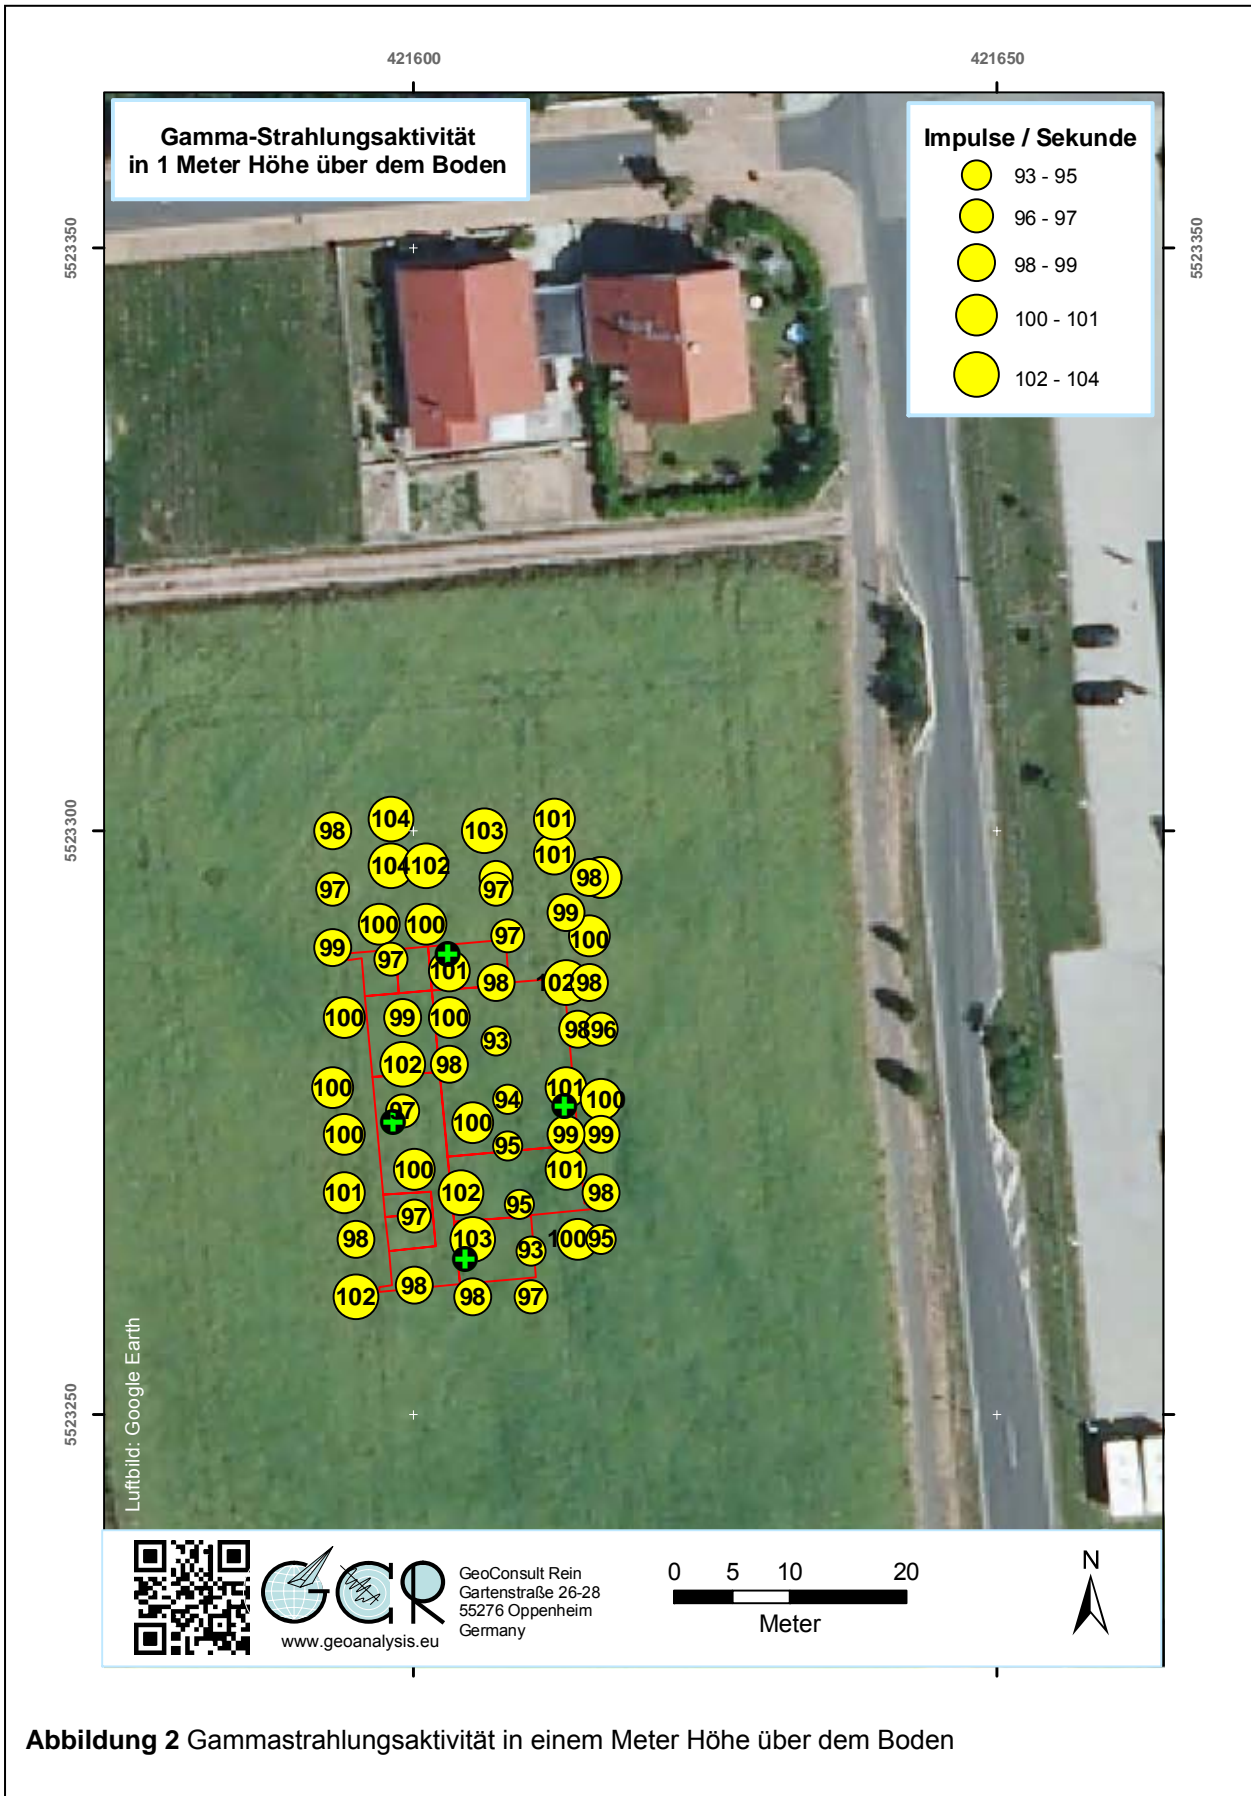 421600 421650
Gamma-Strahlungsaktivität
in 1 Meter Höhe über dem Boden
Impulse / Sekunde
93 - 95
96 - 97
98 - 99
100 - 101
102 - 104
5523350 5523350
5523300
5523250
98 104 103 101
104 102 101
97 97 98
100 100 99
99 97 97 100
101 98 102 98
100 99 100 98 96
93
102 98
100 97 94 101 100
100 100 95 99 99
100 101
101 102 98
97 95
98 103 93 100 95
102 98 98 97
Luftbild: Google Earth
GCR
www.geoanalysis.eu
GeoConsult Rein
Gartenstraße 26-28
55276 Oppenheim
Germany
0 5 10 20
Meter
N
Abbildung 2 Gammastrahlungsaktivität in einem Meter Höhe über dem Boden